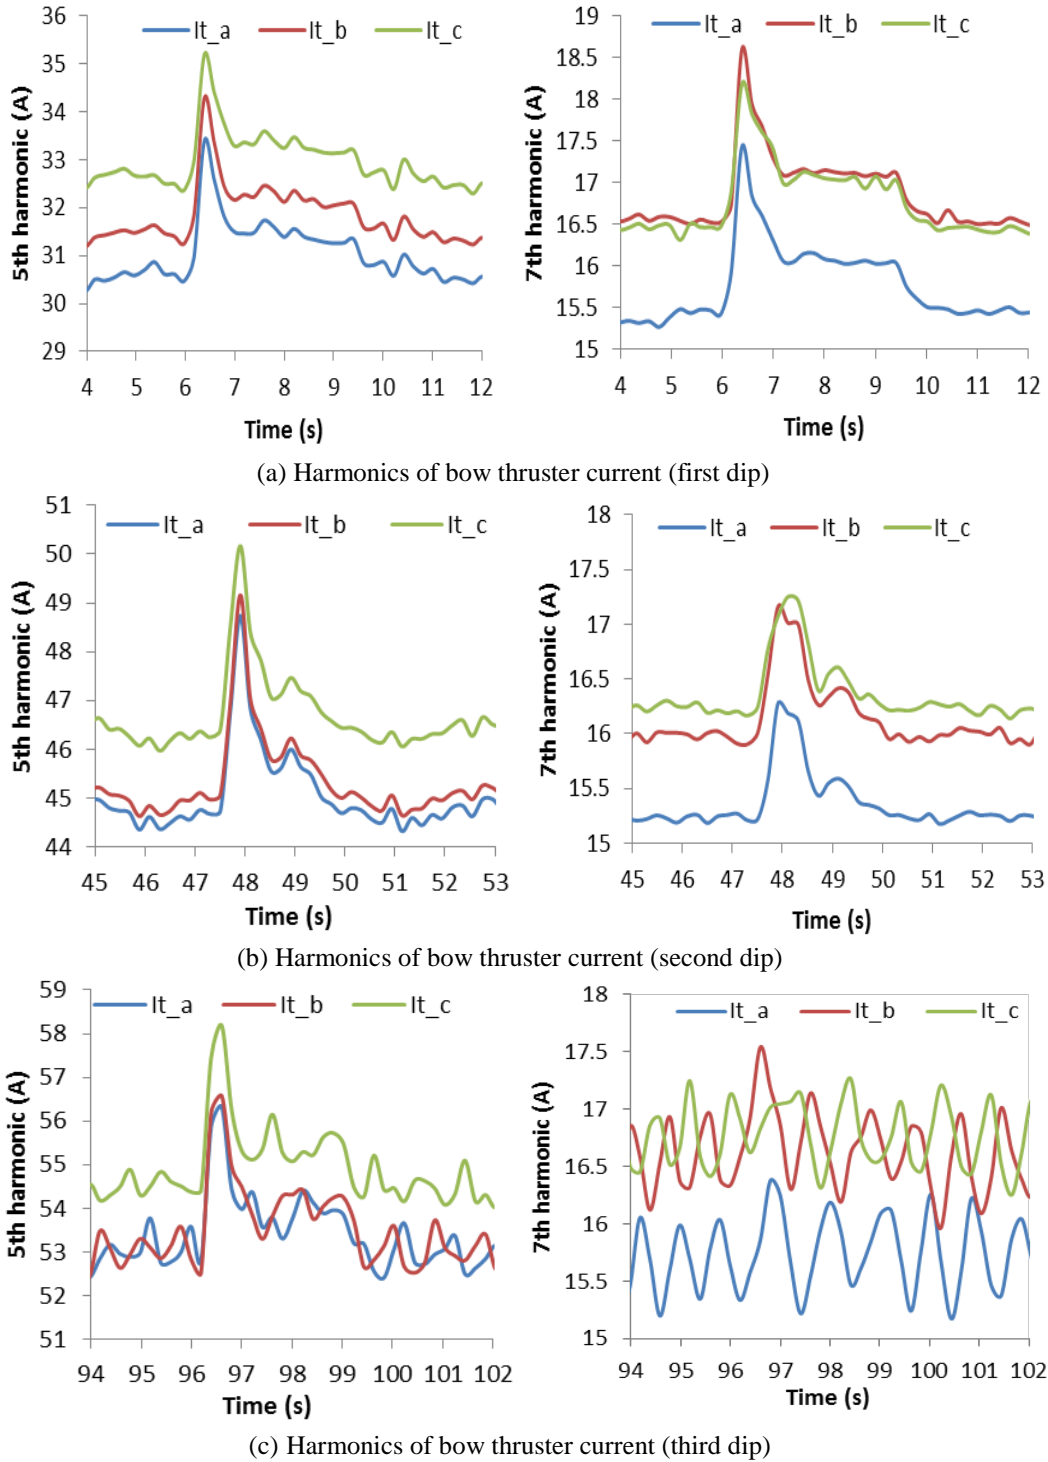 It_a It_b It_c
5th harmonic (A)
36
35
34
33
32
31
30
29
4 5 6 7 8 9 10 11 12
Time (s)
It_a It_b It_c
7th harmonic (A)
19
18.5
18
17.5
17
16.5
16
15.5
15
4 5 6 7 8 9 10 11 12
Time (s)
(a) Harmonics of bow thruster current (first dip)
It_a It_b It_c
5th harmonic (A)
51
50
49
48
47
46
45
44
45 46 47 48 49 50 51 52 53
Time (s)
It_a It_b It_c
7th harmonic (A)
18
17.5
17
16.5
16
15.5
15
45 46 47 48 49 50 51 52 53
Time (s)
(b) Harmonics of bow thruster current (second dip)
It_a It_b It_c
5th harmonic (A)
59
58
57
56
55
54
53
52
51
94 95 96 97 98 99 100 101 102
Time (s)
It_a It_b It_c
7th harmonic (A)
18
17.5
17
16.5
16
15.5
15
94 95 96 97 98 99 100 101 102
Time (s)
(c) Harmonics of bow thruster current (third dip)